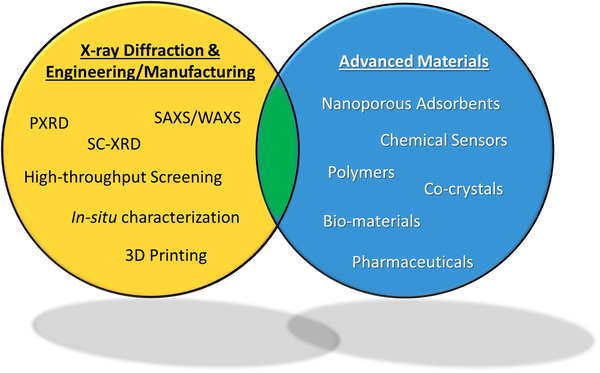 X-ray Diffraction &
Engineering/Manufacturing
PXRD
SAXS/WAXS
SC-XRD
High-throughput Screening
In-situ characterization
3D Printing
Advanced Materials
Nanoporous Adsorbents
Chemical Sensors
Polymers
Co-crystals
Bio-materials
Pharmaceuticals